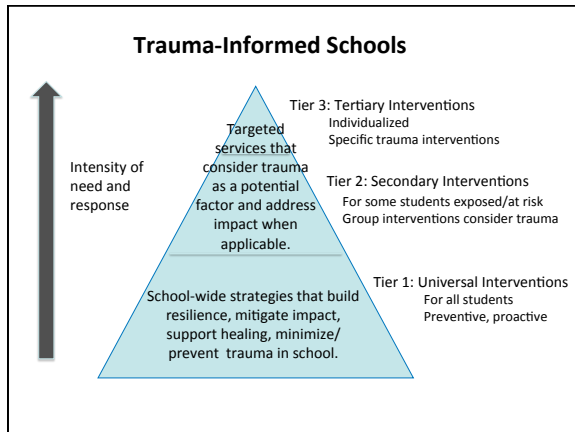 Trauma-Informed Schools
Intensity of
need and
response
Targeted
services that
consider trauma
as a potential
factor and address
impact when
applicable.
School-wide strategies that build
resilience, mitigate impact,
support healing, minimize/
prevent trauma in school.
Tier 3: Tertiary Interventions
Individualized
Specific trauma interventions
Tier 2: Secondary Interventions
For some students exposed/at risk
Group interventions consider trauma
Tier 1: Universal Interventions
For all students
Preventive, proactive